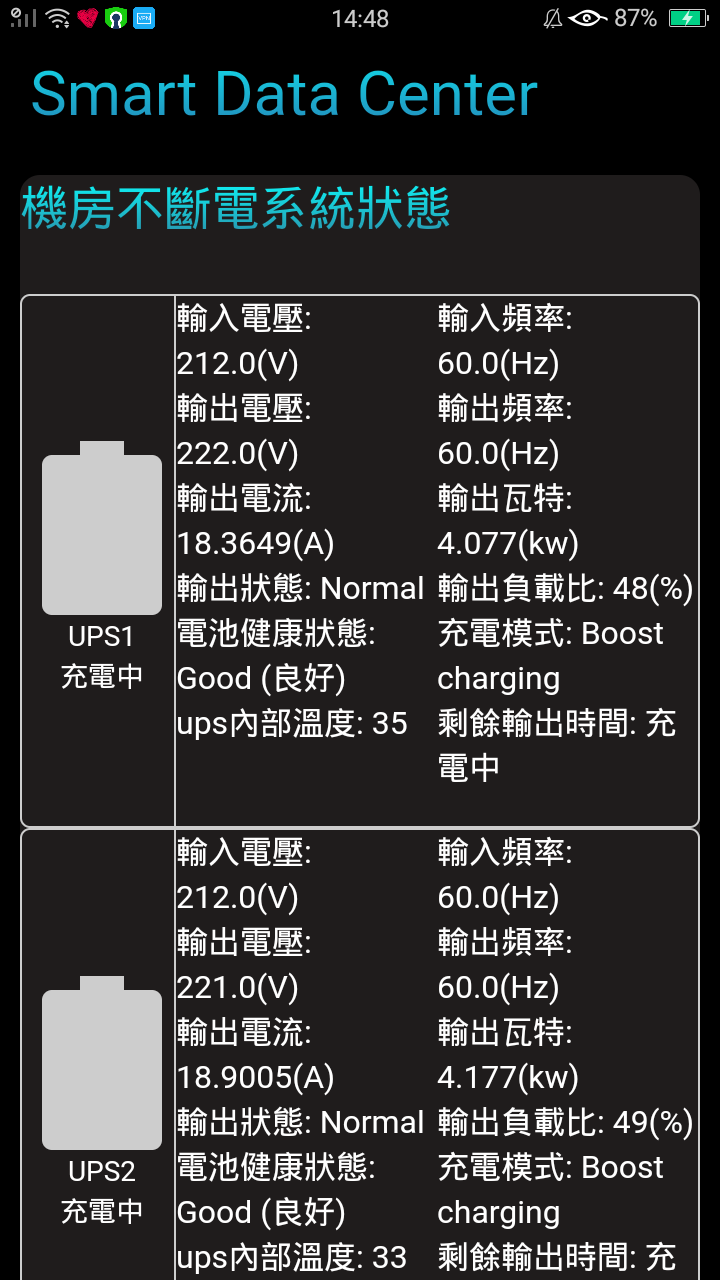 14:48
87%
VPN
Smart Data Center
機房不斷電系統狀態
UPS1
充電中
輸入電壓:
212.0(V)
輸出電壓:
222.0(V)
輸出電流:
18.3649(A)
輸出狀態: Normal
電池健康狀態:
Good (良好)
ups內部溫度: 35
輸入頻率:
60.0(Hz)
輸出頻率:
60.0(Hz)
輸出瓦特:
4.077(kw)
輸出負載比: 48(%)
充電模式: Boost
charging
剩餘輸出時間: 充
電中
UPS2
充電中
輸入電壓:
212.0(V)
輸出電壓:
221.0(V)
輸出電流:
18.9005(A)
輸出狀態: Normal
電池健康狀態:
Good (良好)
ups內部溫度: 33
輸入頻率:
60.0(Hz)
輸出頻率:
60.0(Hz)
輸出瓦特:
4.177(kw)
輸出負載比: 49(%)
充電模式: Boost
charging
剩餘輸出時間: 充